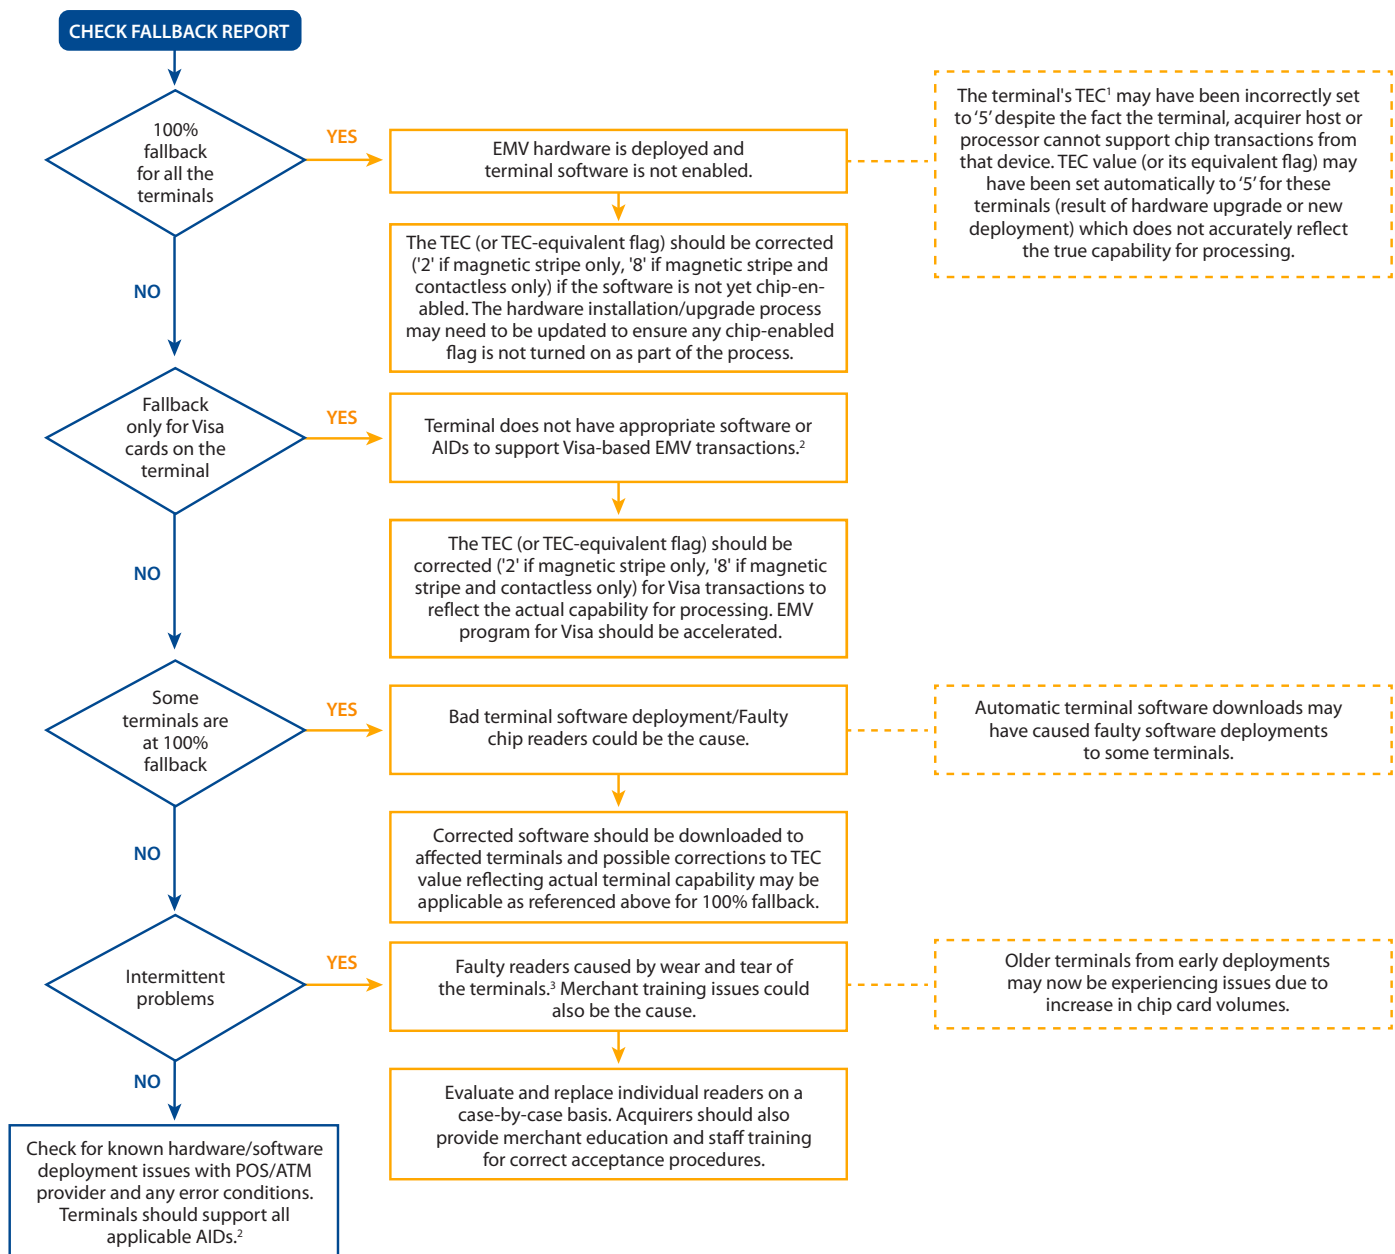 CHECK FALLBACK REPORT
100%
fallback
for all the
terminals
YES
EMV hardware is deployed and
terminal software is not enabled.
The terminal's TEC¹ may have been incorrectly set
to ‘5’ despite the fact the terminal, acquirer host or
processor cannot support chip transactions from
that device. TEC value (or its equivalent flag) may
have been set automatically to ‘5’ for these
terminals (result of hardware upgrade or new
deployment) which does not accurately reflect
the true capability for processing.
The TEC (or TEC-equivalent flag) should be corrected
('2' if magnetic stripe only, '8' if magnetic stripe and
contactless only) if the software is not yet chip-en-
abled. The hardware installation/upgrade process
may need to be updated to ensure any chip-enabled
flag is not turned on as part of the process.
NO
Fallback
only for Visa
cards on the
terminal
YES
Terminal does not have appropriate software or
AIDs to support Visa-based EMV transactions.²
The TEC (or TEC-equivalent flag) should be
corrected ('2' if magnetic stripe only, '8' if magnetic
stripe and contactless only) for Visa transactions to
reflect the actual capability for processing. EMV
program for Visa should be accelerated.
NO
Some
terminals are
at 100%
fallback
YES
Bad terminal software deployment/Faulty
chip readers could be the cause.
Automatic terminal software downloads may
have caused faulty software deployments
to some terminals.
Corrected software should be downloaded to
affected terminals and possible corrections to TEC
value reflecting actual terminal capability may be
applicable as referenced above for 100% fallback.
NO
Intermittent
problems
YES
Faulty readers caused by wear and tear of
the terminals.³ Merchant training issues could
also be the cause.
Older terminals from early deployments
may now be experiencing issues due to
increase in chip card volumes.
Evaluate and replace individual readers on a
case-by-case basis. Acquirers should also
provide merchant education and staff training
for correct acceptance procedures.
NO
Check for known hardware/software
deployment issues with POS/ATM
provider and any error conditions.
Terminals should support all
applicable AIDs.²